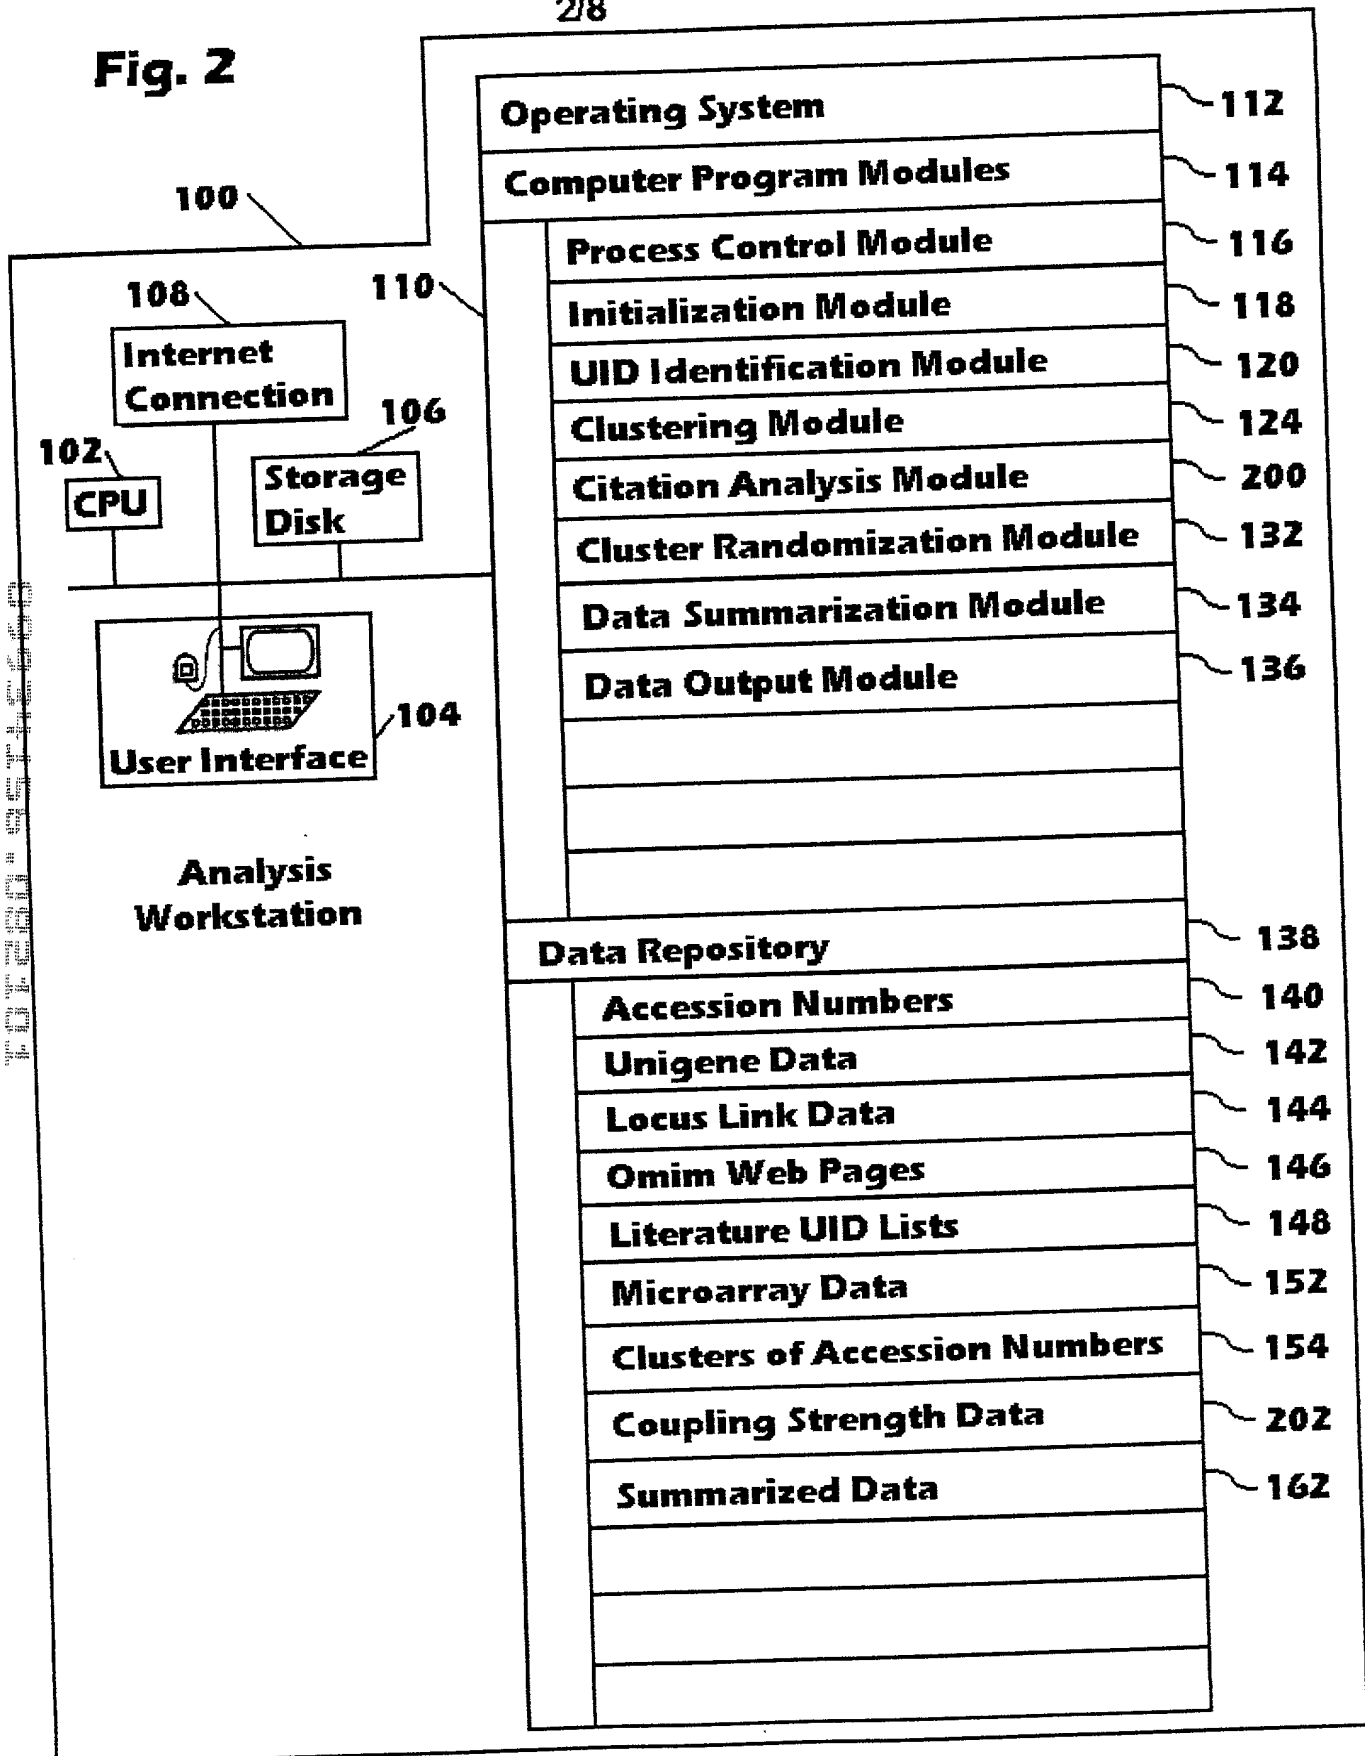 2/8
Fig. 2
100
Operating System 112
Computer Program Modules 114
Process Control Module 116
Initialization Module 118
UID Identification Module 120
Clustering Module 124
Citation Analysis Module 200
Cluster Randomization Module 132
Data Summarization Module 134
Data Output Module 136
108
110
Internet
Connection
106
102
CPU
Storage
Disk
104
User Interface
Analysis
Workstation
Data Repository 138
Accession Numbers 140
Unigene Data 142
Locus Link Data 144
Omim Web Pages 146
Literature UID Lists 148
Microarray Data 152
Clusters of Accession Numbers 154
Coupling Strength Data 202
Summarized Data 162